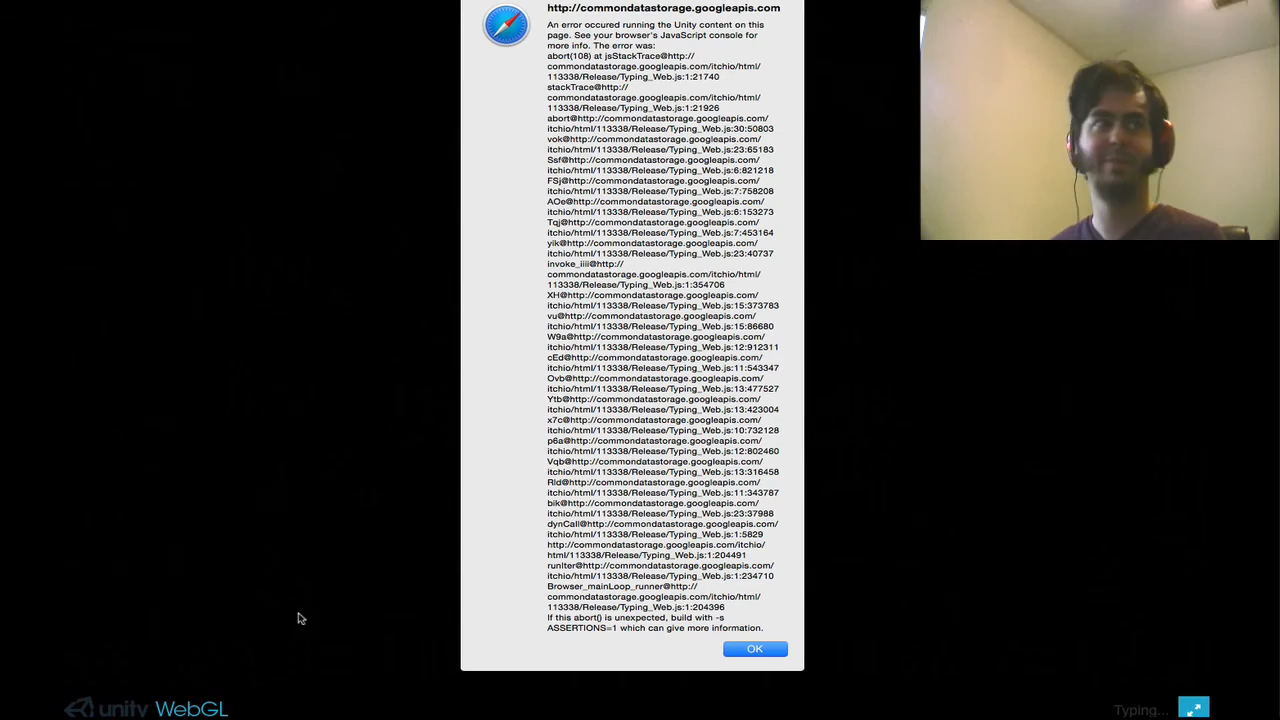 http://commondatastorage.googleapis.com
An error occured running the Unity content on this
page. See your browser's JavaScript console for
more info. The error was:
abort(108) at jsStackTrace@http://
commondatastorage.googleapis.com/itchio/html/
113338/Release/Typing_Web.js:1:21740
stackTrace@http://
commondatastorage.googleapis.com/itchio/html/
113338/Release/Typing_Web.js:1:21926
abort@http://commondatastorage.googleapis.com/
itchio/html/113338/Release/Typing_Web.js:30:50803
vok@http://commondatastorage.googleapis.com/
itchio/html/113338/Release/Typing_Web.js:23:65183
Ssf@http://commondatastorage.googleapis.com/
itchio/html/113338/Release/Typing_Web.js:6:821218
FSj@http://commondatastorage.googleapis.com/
itchio/html/113338/Release/Typing_Web.js:7:758208
AOe@http://commondatastorage.googleapis.com/
itchio/html/113338/Release/Typing_Web.js:6:153273
Tqj@http://commondatastorage.googleapis.com/
itchio/html/113338/Release/Typing_Web.js:7:453164
yik@http://commondatastorage.googleapis.com/
itchio/html/113338/Release/Typing_Web.js:23:40737
invoke_iiii@http://
commondatastorage.googleapis.com/itchio/html/
113338/Release/Typing_Web.js:1:354706
XH@http://commondatastorage.googleapis.com/
itchio/html/113338/Release/Typing_Web.js:15:373783
vu@http://commondatastorage.googleapis.com/
itchio/html/113338/Release/Typing_Web.js:15:86680
W9a@http://commondatastorage.googleapis.com/
itchio/html/113338/Release/Typing_Web.js:12:912311
cEd@http://commondatastorage.googleapis.com/
itchio/html/113338/Release/Typing_Web.js:11:543347
Ovb@http://commondatastorage.googleapis.com/
itchio/html/113338/Release/Typing_Web.js:13:477527
Ytb@http://commondatastorage.googleapis.com/
itchio/html/113338/Release/Typing_Web.js:13:423004
x7c@http://commondatastorage.googleapis.com/
itchio/html/113338/Release/Typing_Web.js:10:732128
p6a@http://commondatastorage.googleapis.com/
itchio/html/113338/Release/Typing_Web.js:12:802460
Vqb@http://commondatastorage.googleapis.com/
itchio/html/113338/Release/Typing_Web.js:13:316458
Rld@http://commondatastorage.googleapis.com/
itchio/html/113338/Release/Typing_Web.js:11:343787
bik@http://commondatastorage.googleapis.com/
itchio/html/113338/Release/Typing_Web.js:23:37988
dynCall@http://commondatastorage.googleapis.com/
itchio/html/113338/Release/Typing_Web.js:1:5829
http://commondatastorage.googleapis.com/itchio/
html/113338/Release/Typing_Web.js:1:204491
runIter@http://commondatastorage.googleapis.com/
itchio/html/113338/Release/Typing_Web.js:1:234710
Browser_mainLoop_runner@http://
commondatastorage.googleapis.com/itchio/html/
113338/Release/Typing_Web.js:1:204396
If this abort() is unexpected, build with -s
ASSERTIONS=1 which can give more information.
OK
unity WebGL
Typing...